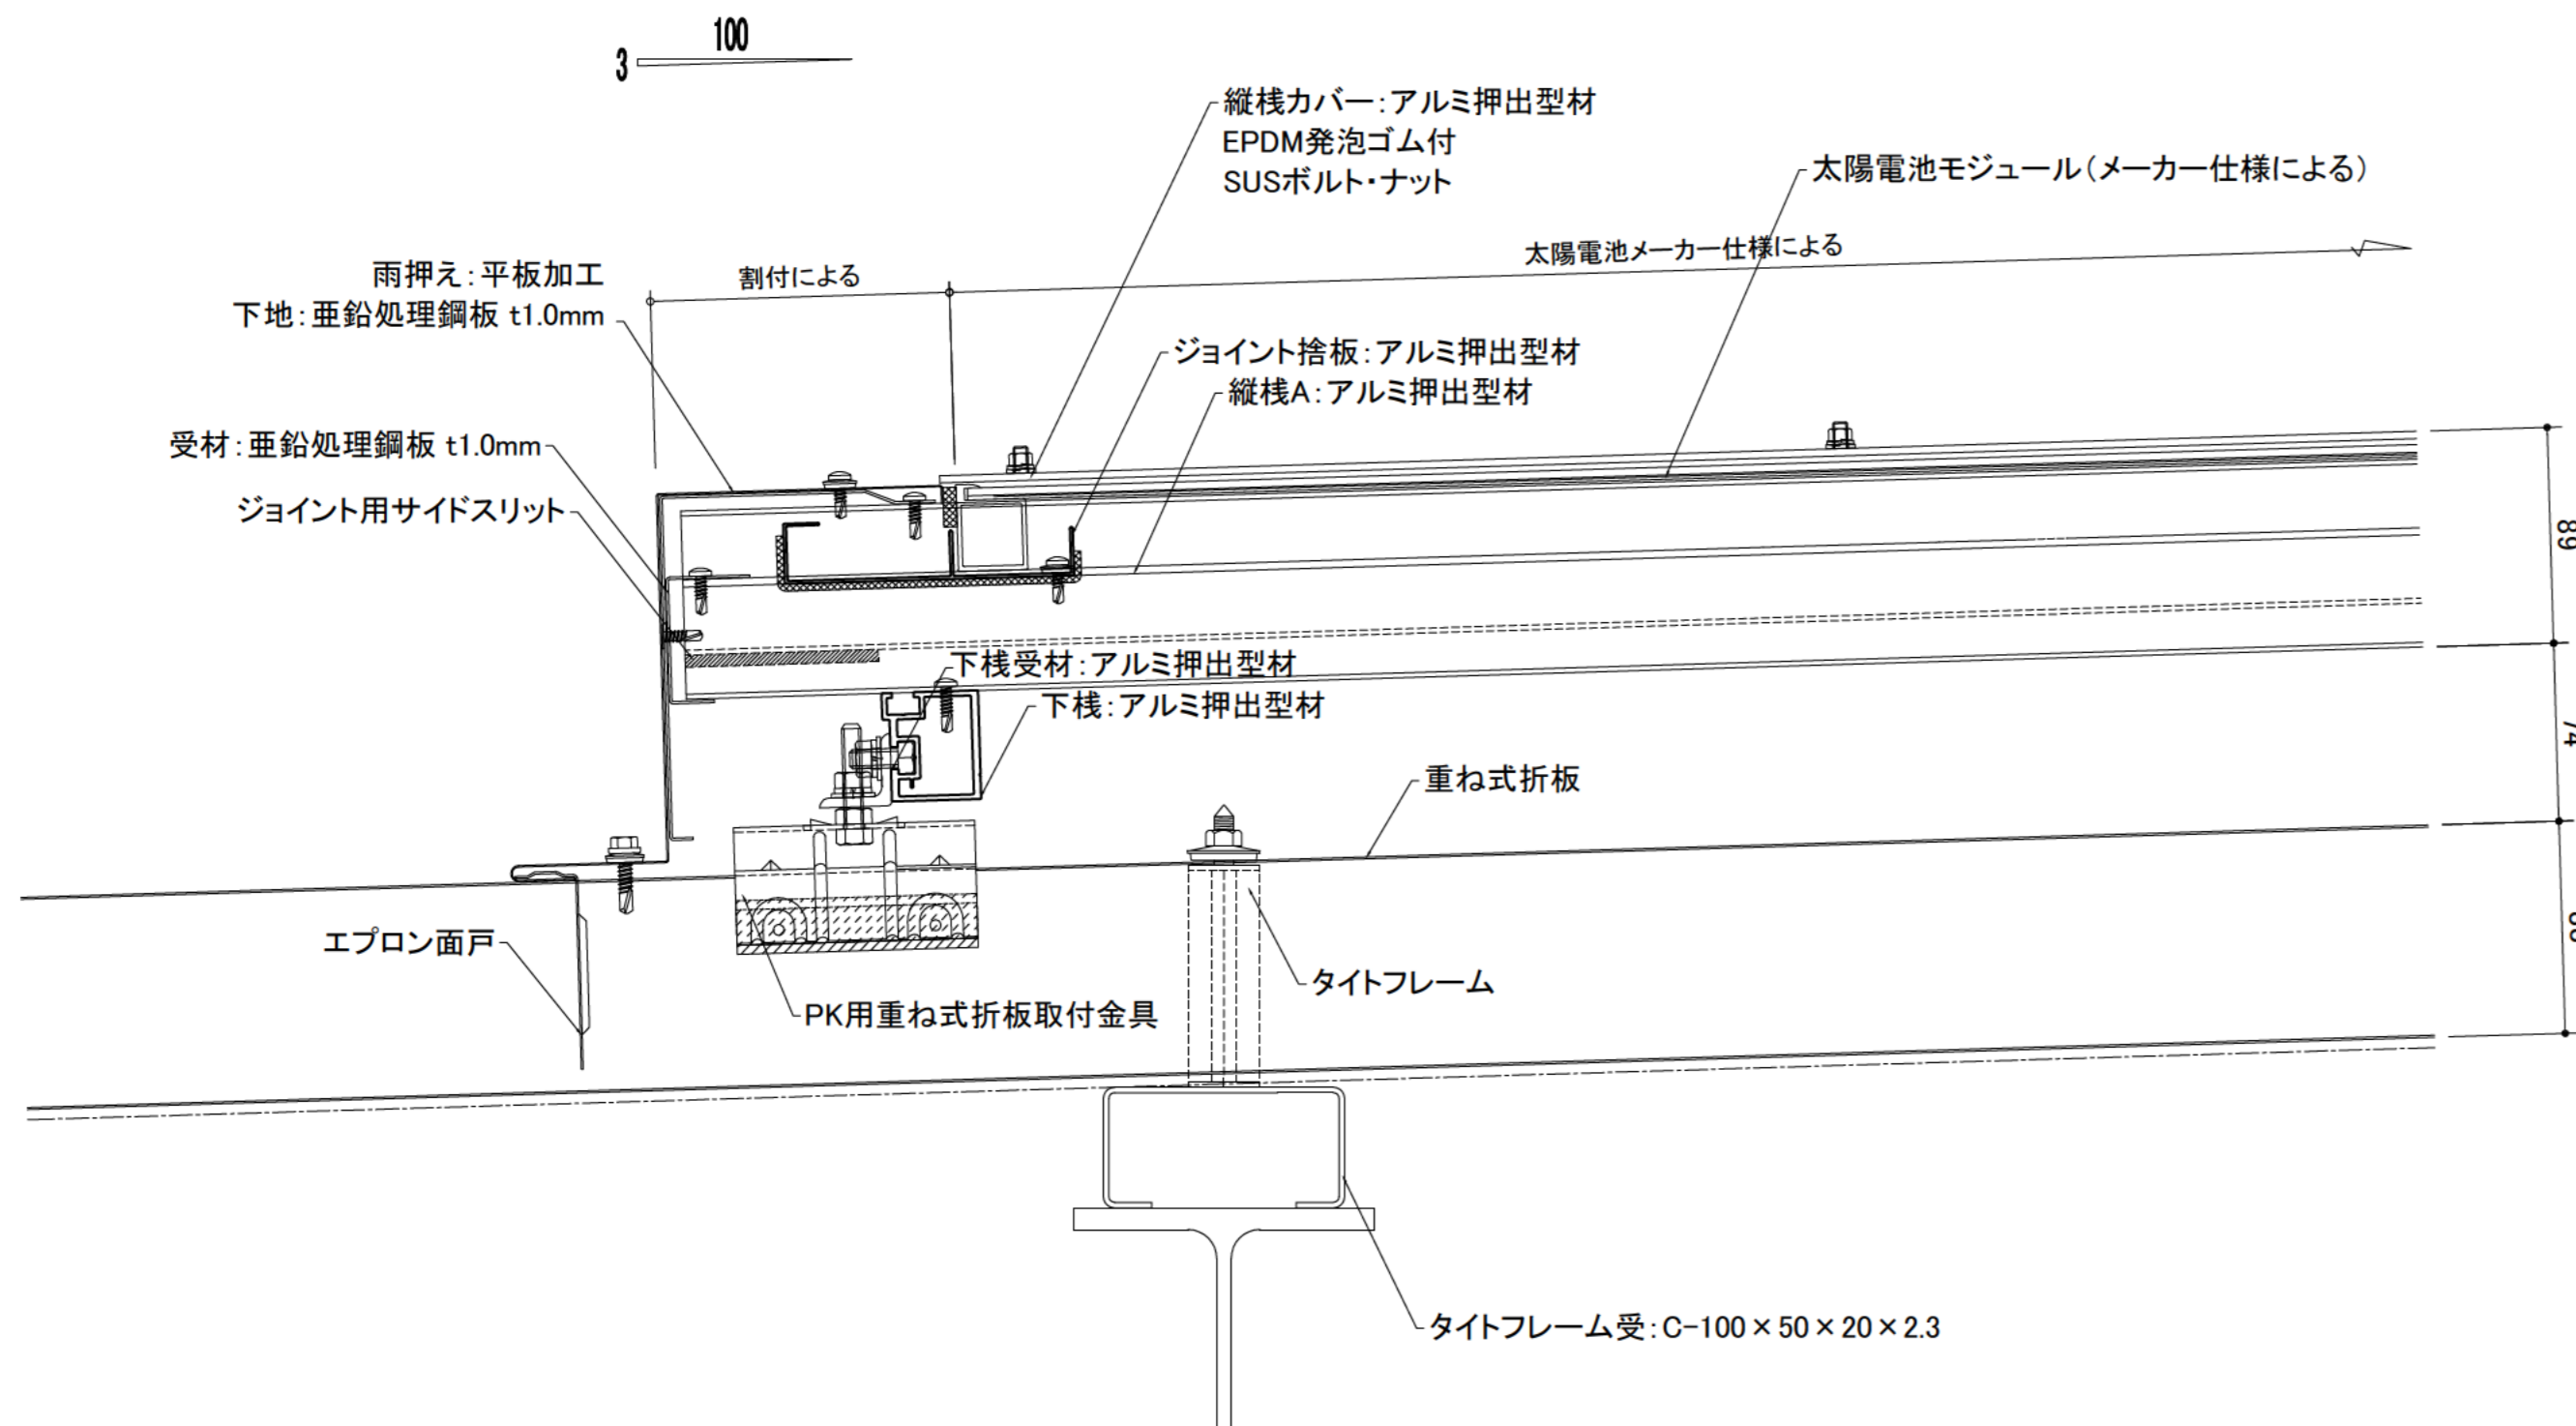 100
3
縦桟カバー：アルミ押出型材
EPDM発泡ゴム付
SUSボルト・ナット
太陽電池モジュール（メーカー仕様による）
太陽電池メーカー仕様による
割付による
雨押え：平板加工
下地：亜鉛処理鋼板 t1.0mm
ジョイント捨板：アルミ押出型材
縦桟A：アルミ押出型材
受材：亜鉛処理鋼板 t1.0mm
ジョイント用サイドスリット
89
下桟受材：アルミ押出型材
下桟：アルミ押出型材
74
重ね式折板
エプロン面戸
タイトフレーム
PK用重ね式折板取付金具
タイトフレーム受：C-100×50×20×2.3